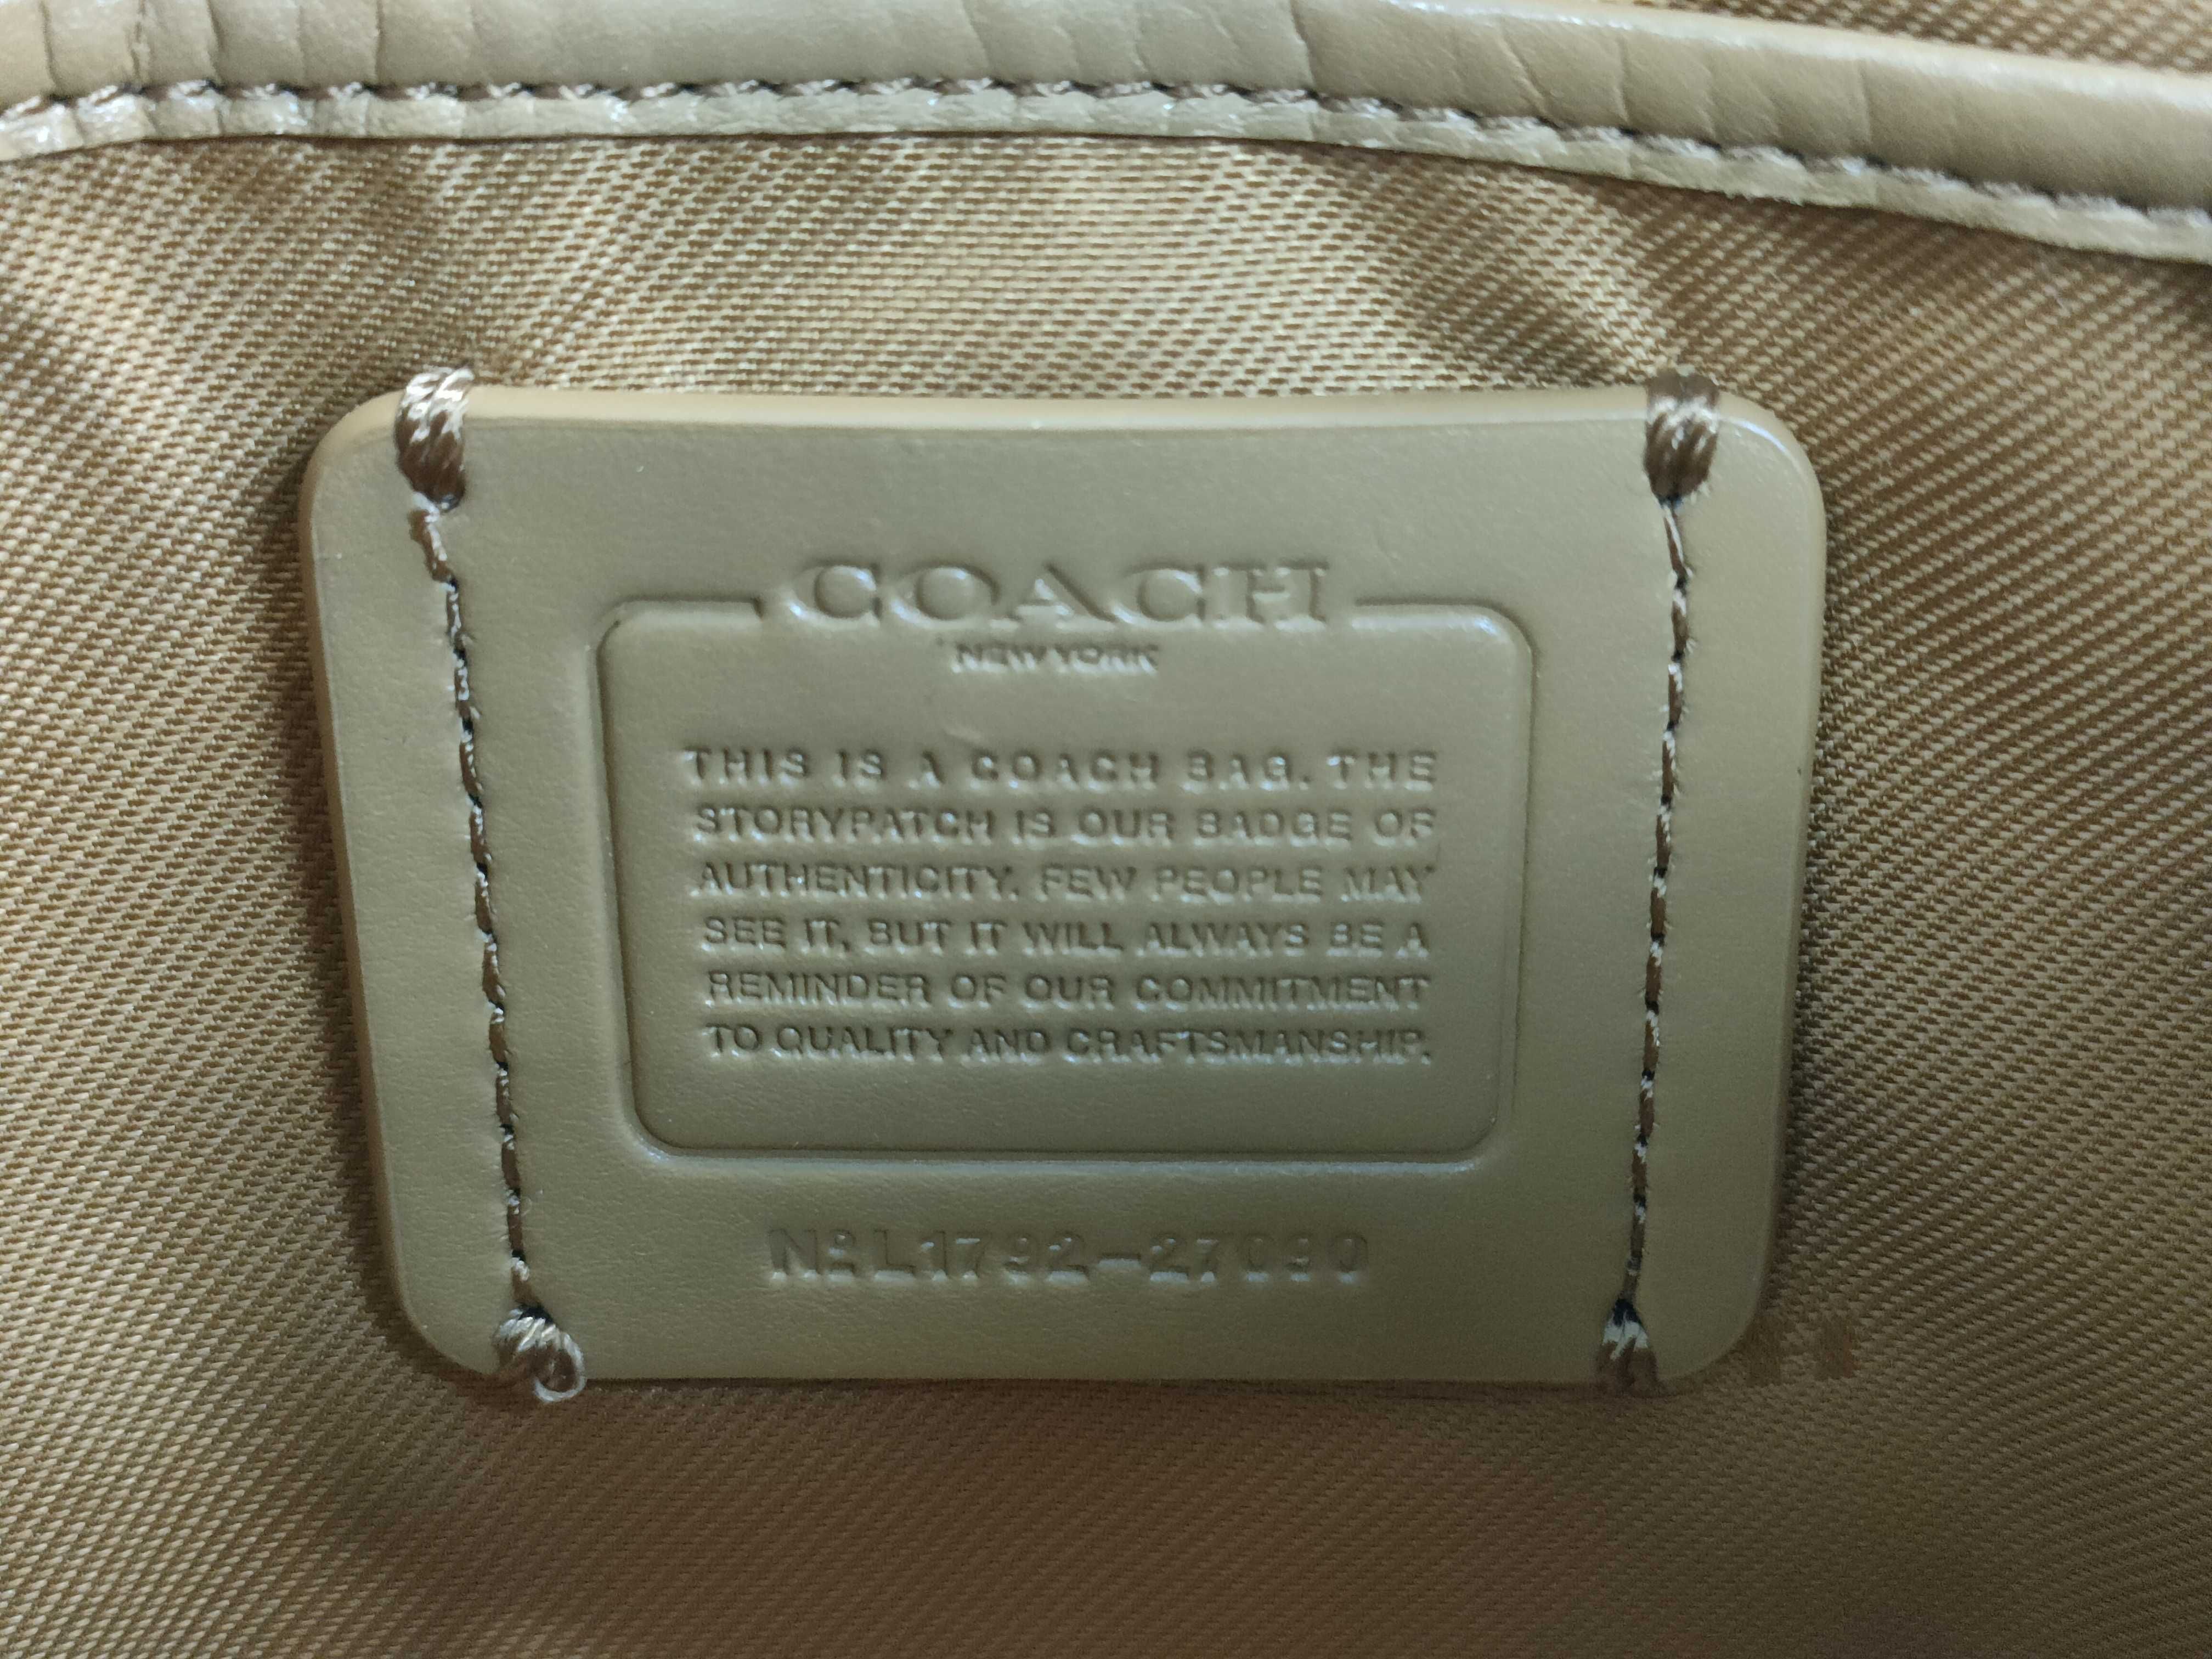 COACH
NEW YORK
THIS IS A COACH BAG. THE
STORYPATCH IS OUR BADGE OF
AUTHENTICITY. FEW PEOPLE MAY
SEE IT, BUT IT WILL ALWAYS BE A
REMINDER OF OUR COMMITMENT
TO QUALITY AND CRAFTSMANSHIP.
Nº L1792-27090